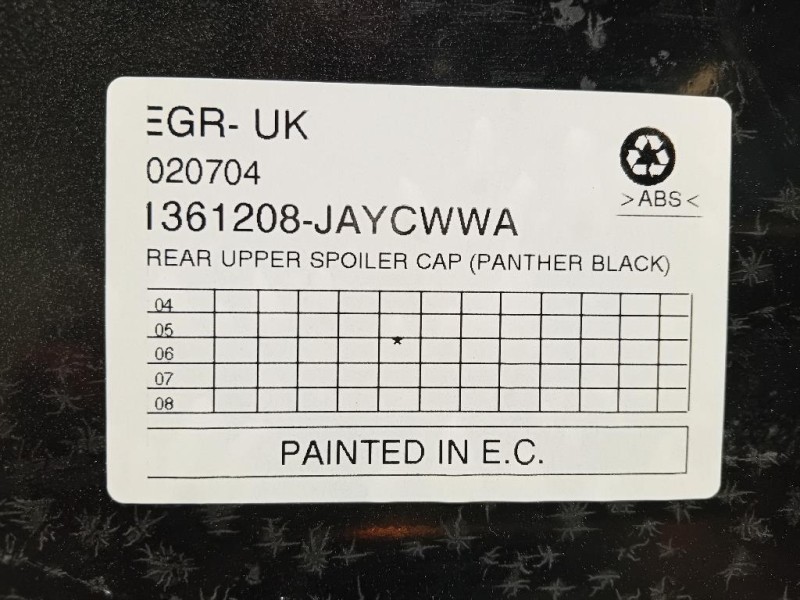 EGR- UK
020704
>ABS<
1361208-JAYCWWA
REAR UPPER SPOILER CAP (PANTHER BLACK)
04
05
★
06
07
08
PAINTED IN E.C.